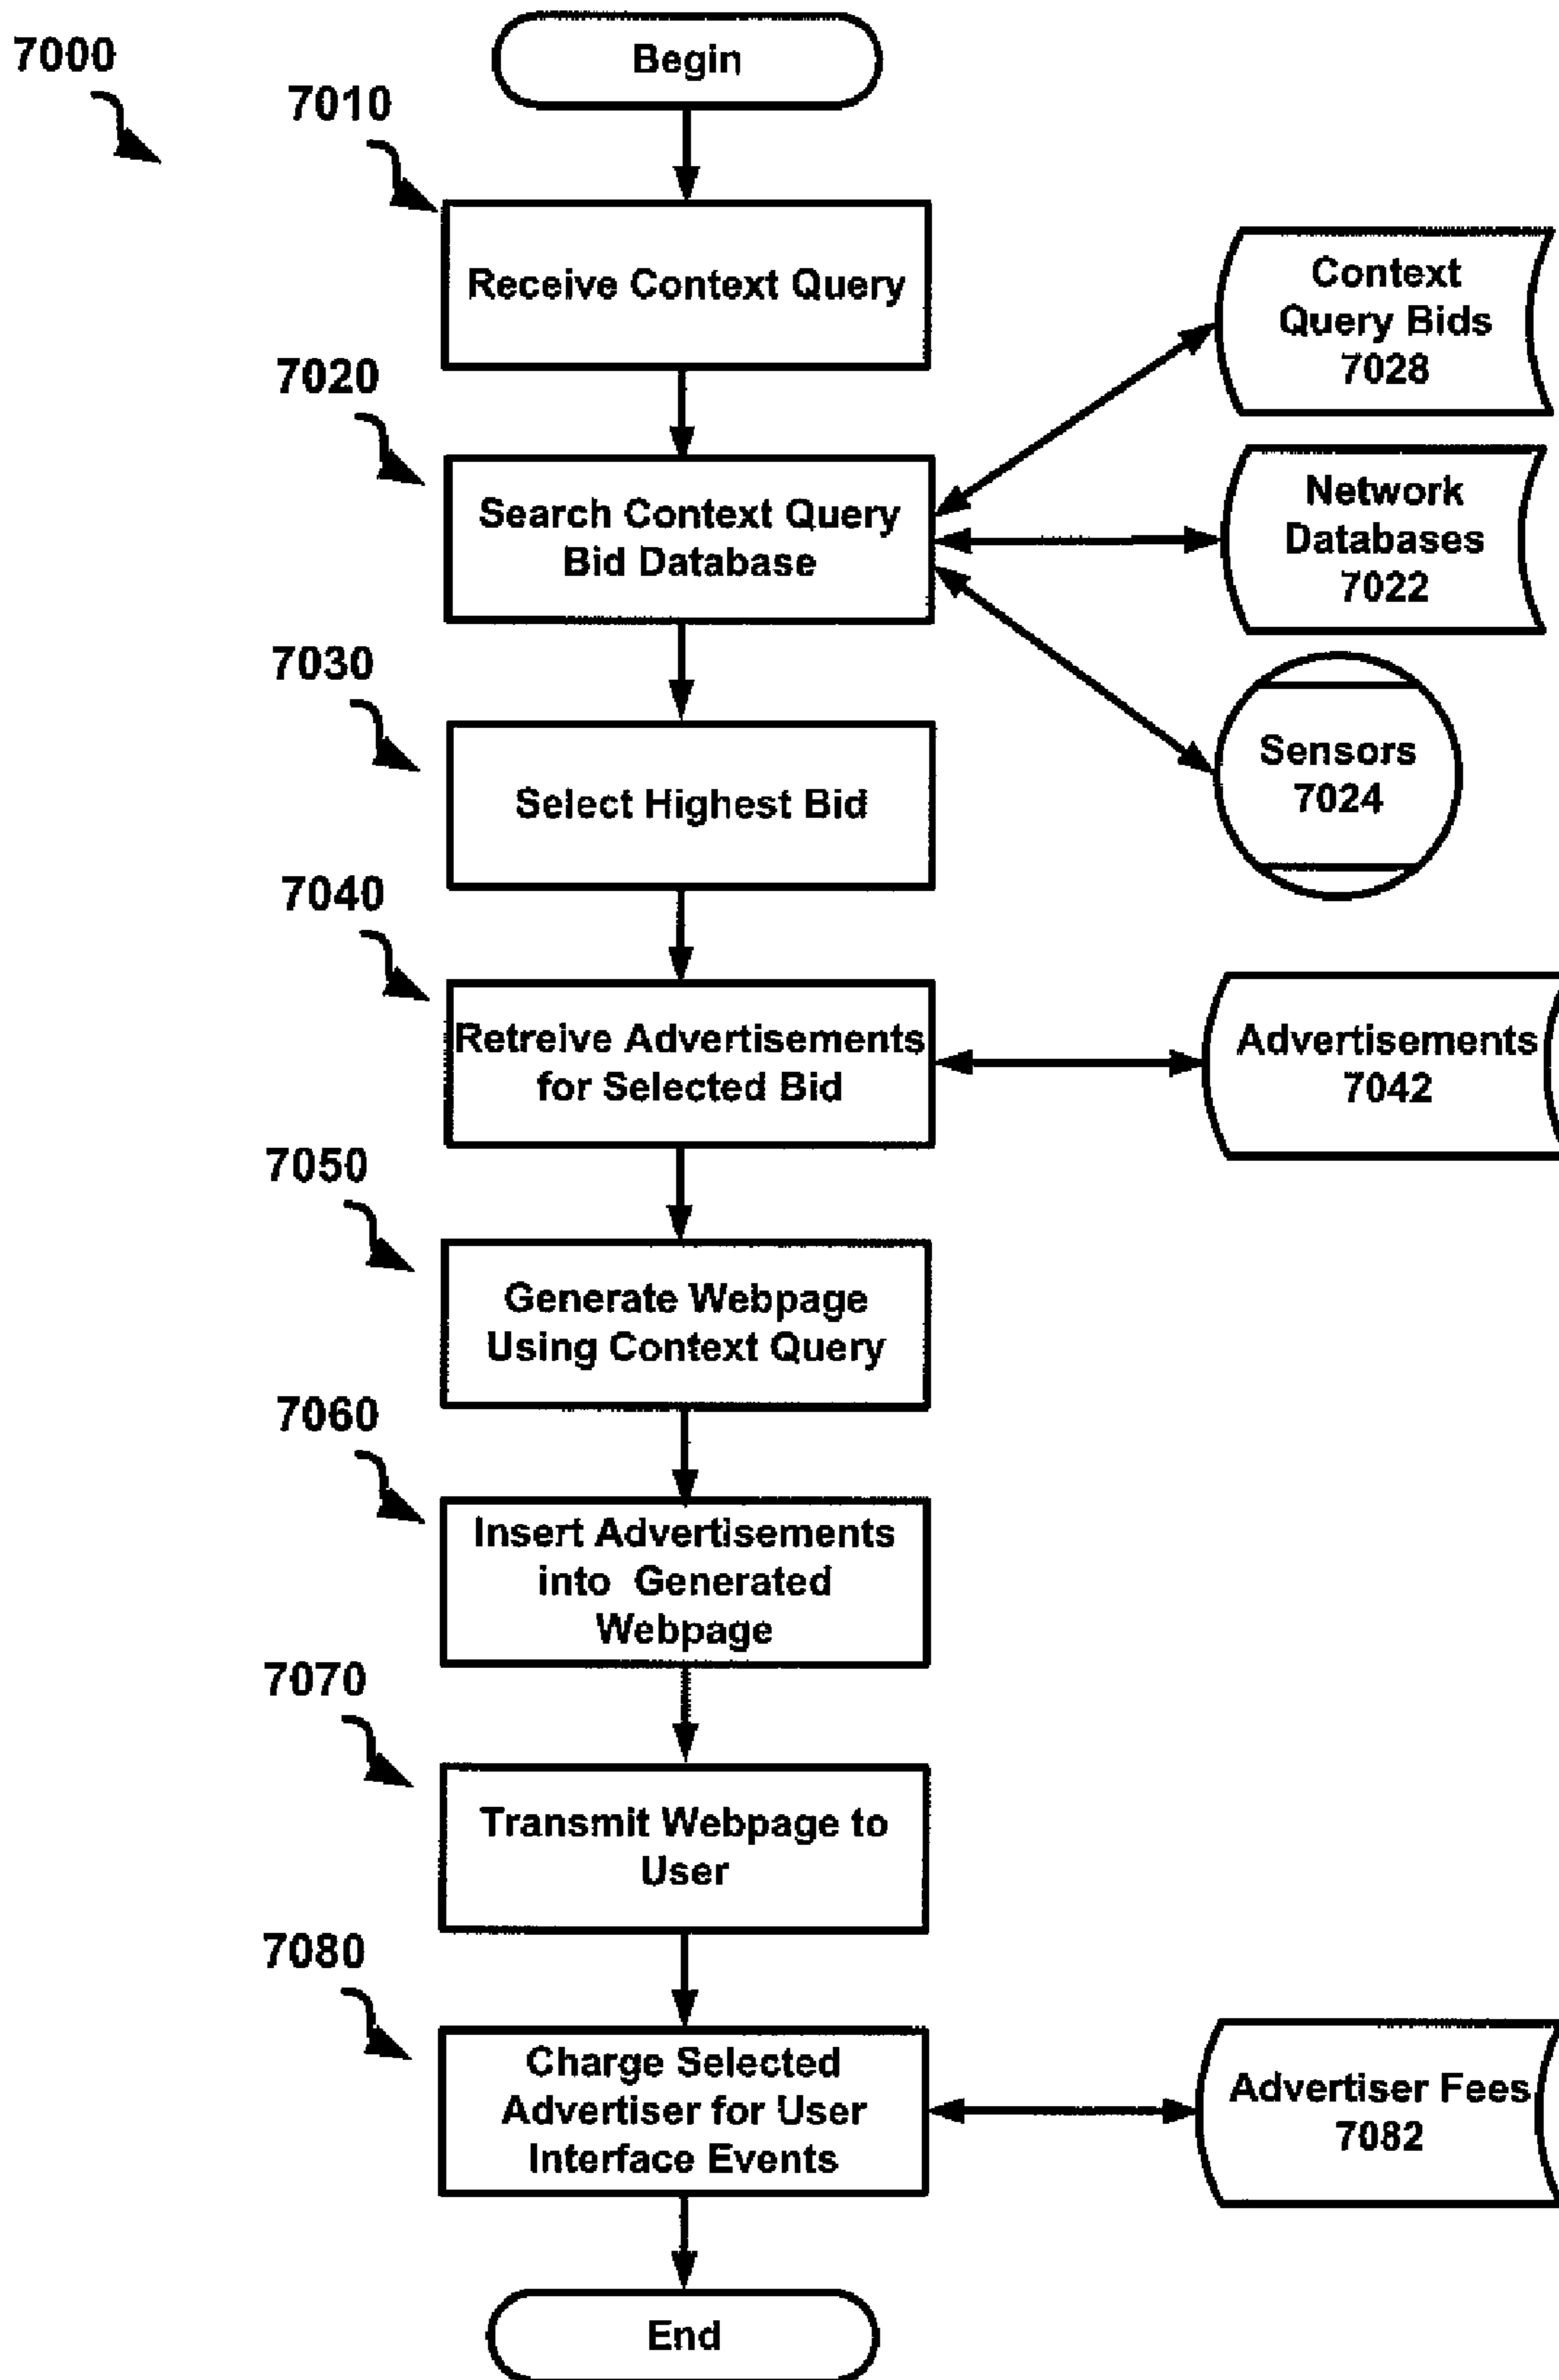 7000
Begin
7010
Receive Context Query
Context
Query Bids
7028
7020
Search Context Query
Bid Database
Network
Databases
7022
7030
Select Highest Bid
Sensors
7024
7040
Retreive Advertisements
for Selected Bid
Advertisements
7042
7050
Generate Webpage
Using Context Query
7060
Insert Advertisements
into Generated
Webpage
7070
Transmit Webpage to
User
7080
Charge Selected
Advertiser for User
Interface Events
Advertiser Fees
7082
End